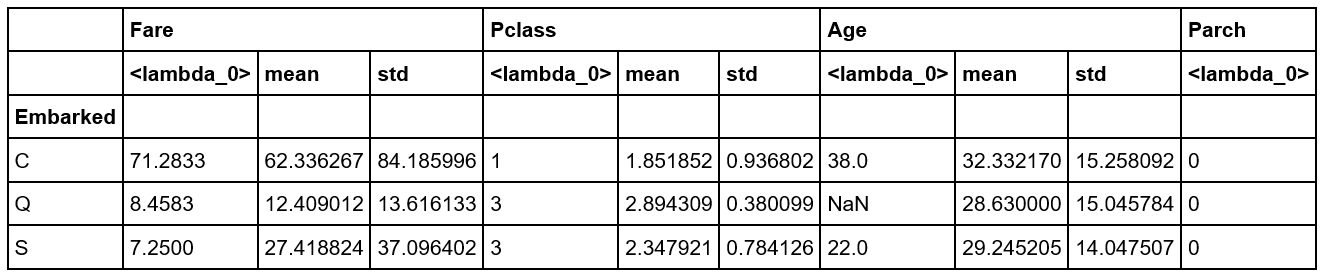 Fare Pclass Age Parch
<lambda_0> mean std <lambda_0> mean std <lambda_0> mean std <lambda_0>
Embarked
C 71.2833 62.336267 84.185996 1 1.851852 0.936802 38.0 32.332170 15.258092 0
Q 8.4583 12.409012 13.616133 3 2.894309 0.380099 NaN 28.630000 15.045784 0
S 7.2500 27.418824 37.096402 3 2.347921 0.784126 22.0 29.245205 14.047507 0